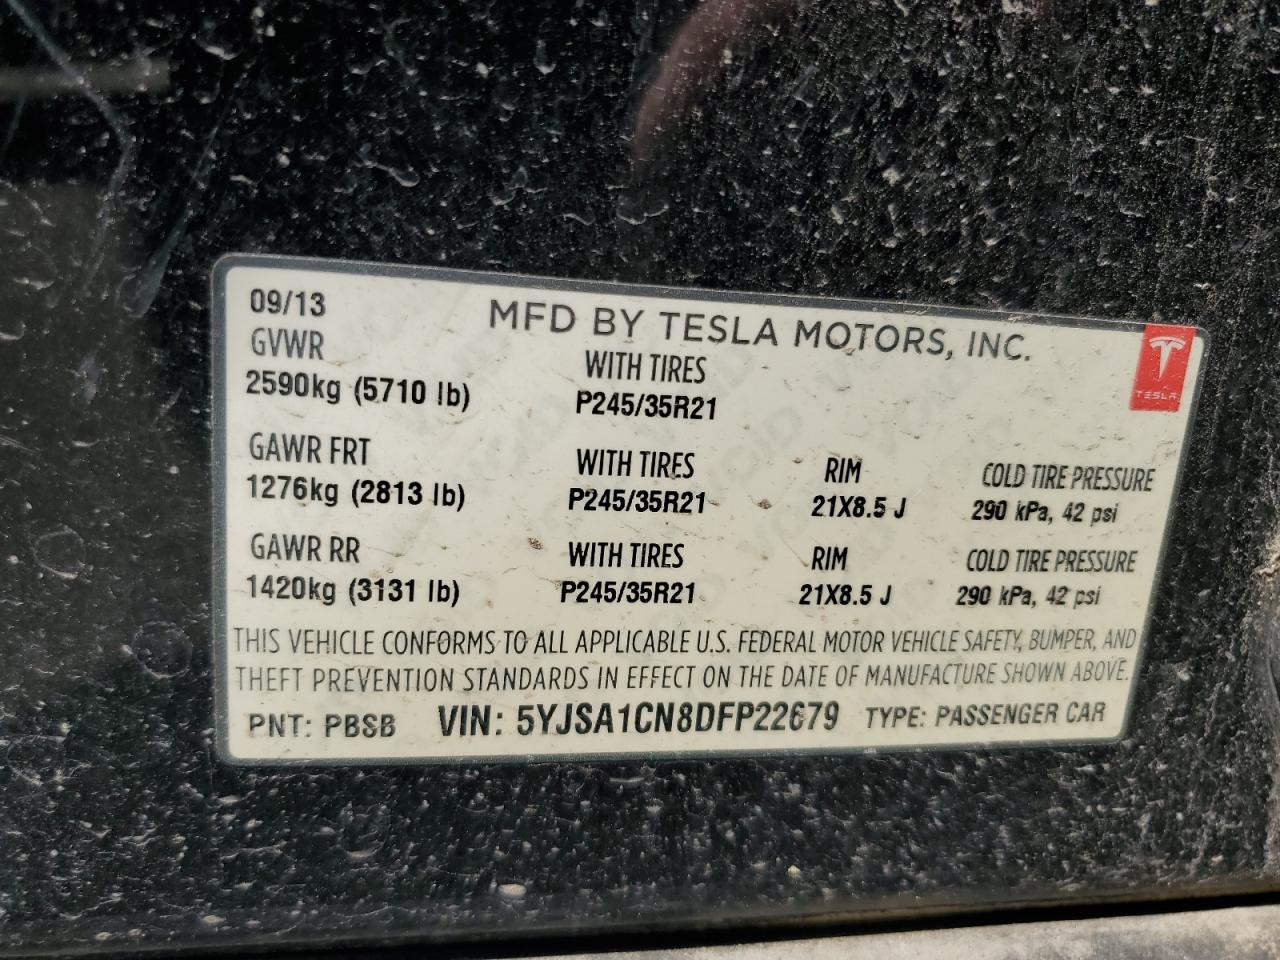 09/13 MFD BY TESLA MOTORS, INC.
GVWR WITH TIRES
2590kg (5710 lb) P245/35R21
TESLA
GAWR FRT WITH TIRES RIM COLD TIRE PRESSURE
1276kg (2813 lb) P245/35R21 21X8.5 J 290 kPa, 42 psi
GAWR RR WITH TIRES RIM COLD TIRE PRESSURE
1420kg (3131 lb) P245/35R21 21X8.5 J 290 kPa, 42 psi
THIS VEHICLE CONFORMS TO ALL APPLICABLE U.S. FEDERAL MOTOR VEHICLE SAFETY, BUMPER, AND
THEFT PREVENTION STANDARDS IN EFFECT ON THE DATE OF MANUFACTURE SHOWN ABOVE.
PNT: PBSB VIN: 5YJSA1CN8DFP22679 TYPE: PASSENGER CAR